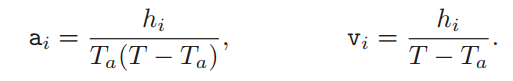 a_i = h_i / (T_a(T − T_a)),    v_i = h_i / (T − T_a).